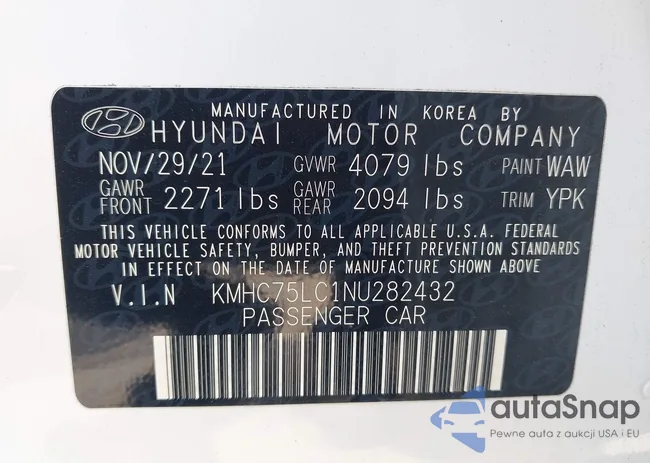 MANUFACTURED IN KOREA BY
HYUNDAI MOTOR COMPANY
NOV/29/21 GVWR 4079 lbs PAINT WAW
GAWR FRONT 2271 lbs GAWR REAR 2094 lbs TRIM YPK
THIS VEHICLE CONFORMS TO ALL APPLICABLE U.S.A. FEDERAL
MOTOR VEHICLE SAFETY, BUMPER, AND THEFT PREVENTION STANDARDS
IN EFFECT ON THE DATE OF MANUFACTURE SHOWN ABOVE
V.I.N KMHC75LC1NU282432
PASSENGER CAR
autaSnap
Pewne auta z aukcji USA i EU